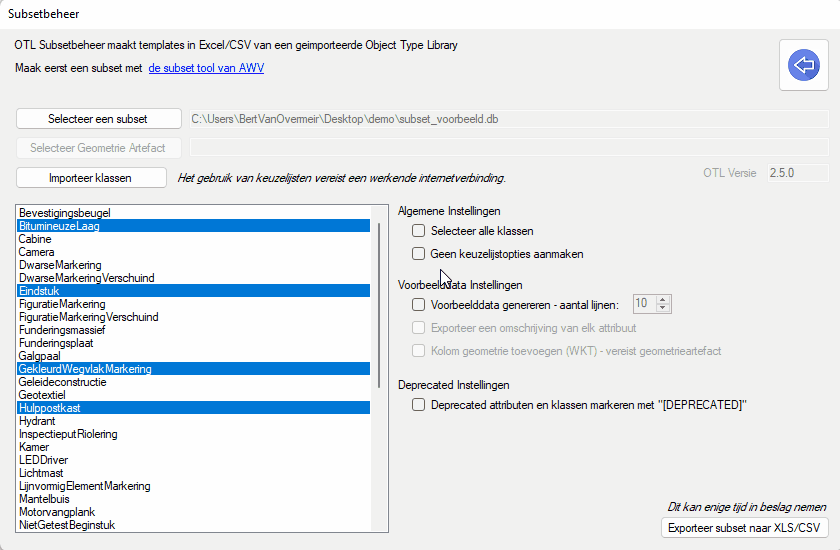 Subsetbeheer
OTL Subsetbeheer maakt templates in Excel/CSV van een geimporteerde Object Type Library
Maak eerst een subset met de subset tool van AWV
Selecteer een subset
C:\Users\BertVanOvermeir\Desktop\demo\subset_voorbeeld.db
Selecteer Geometrie Artefact
Importeer klassen
Het gebruik van keuzelijsten vereist een werkende internetverbinding.
OTL Versie 2.5.0
Bevestigingsbeugel
BitumineuzeLaag
Cabine
Camera
DwarseMarkering
DwarseMarkeringVerschuind
Eindstuk
FiguratieMarkering
FiguratieMarkeringVerschuind
Funderingsmassief
Funderingsplaat
Galgpaal
GekleurdWegvlakMarkering
Geleideconstructie
Geotextiel
Hulppostkast
Hydrant
InspectieputRiolering
Kamer
LEDDriver
Lichtmast
LijnvormigElementMarkering
Mantelbuis
Motorvangplank
NietGetestBeginstuk
Algemene Instellingen
Selecteer alle klassen
Geen keuzelijstopties aanmaken
Voorbeelddata Instellingen
Voorbeelddata genereren - aantal lijnen: 10
Exporteer een omschrijving van elk attribuut
Kolom geometrie toevoegen (WKT) - vereist geometrieartefact
Deprecated Instellingen
Deprecated attributen en klassen markeren met "[DEPRECATED]"
Dit kan enige tijd in beslag nemen
Exporteer subset naar XLS/CSV